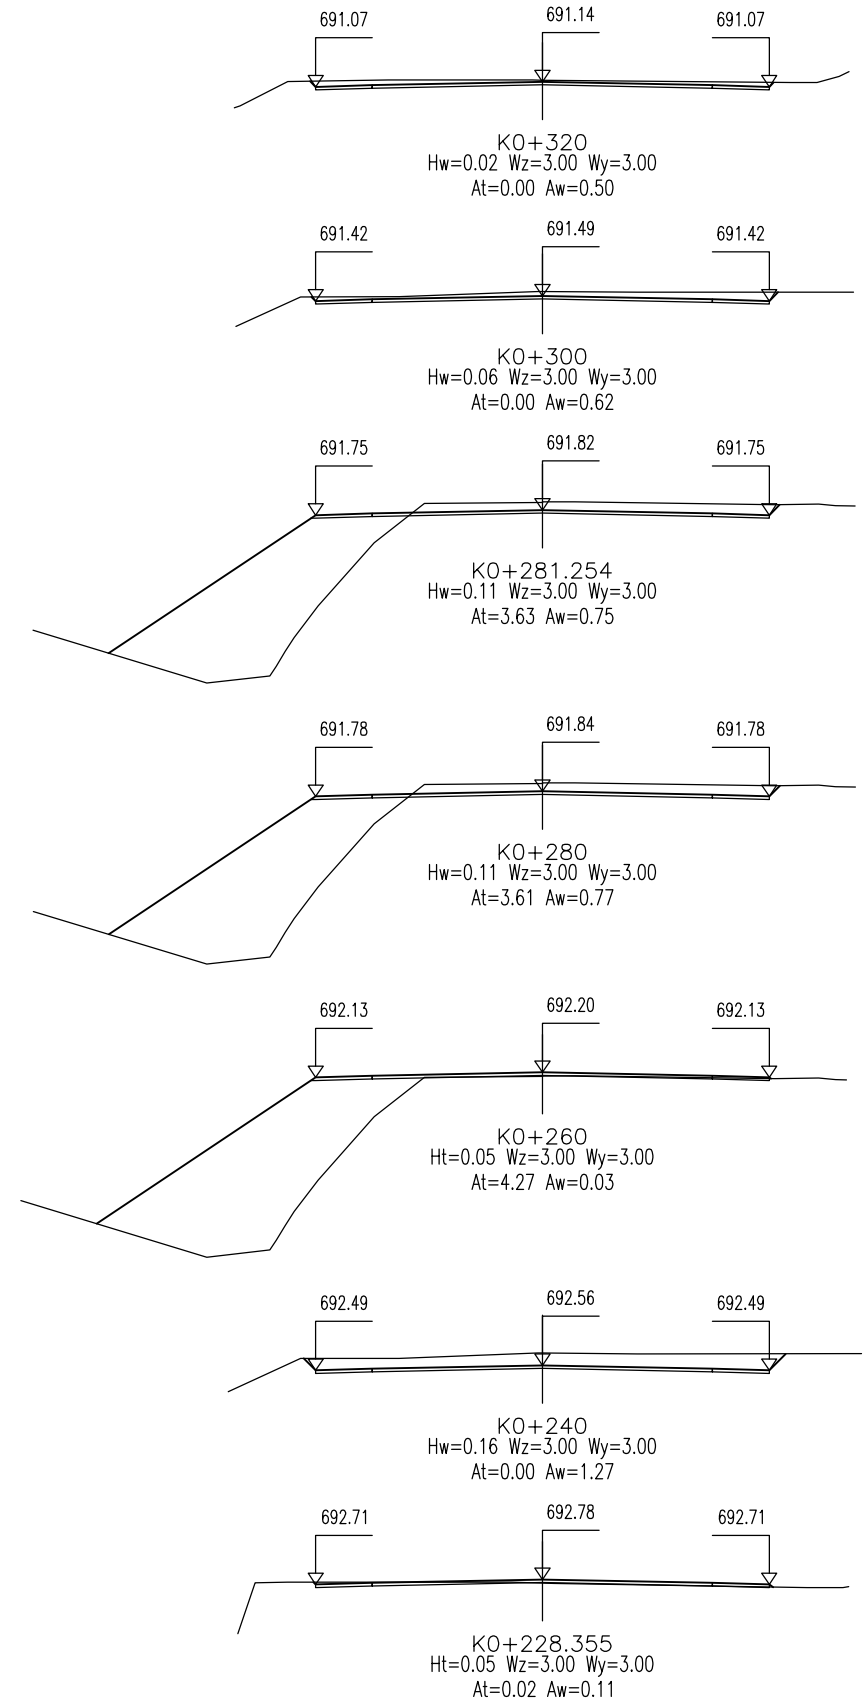 691.07 691.14 691.07
K0+320
Hw=0.02 Wz=3.00 Wy=3.00
At=0.00 Aw=0.50
691.42 691.49 691.42
K0+300
Hw=0.06 Wz=3.00 Wy=3.00
At=0.00 Aw=0.62
691.75 691.82 691.75
K0+281.254
Hw=0.11 Wz=3.00 Wy=3.00
At=3.63 Aw=0.75
691.78 691.84 691.78
K0+280
Hw=0.11 Wz=3.00 Wy=3.00
At=3.61 Aw=0.77
692.13 692.20 692.13
K0+260
Ht=0.05 Wz=3.00 Wy=3.00
At=4.27 Aw=0.03
692.49 692.56 692.49
K0+240
Hw=0.16 Wz=3.00 Wy=3.00
At=0.00 Aw=1.27
692.71 692.78 692.71
K0+228.355
Ht=0.05 Wz=3.00 Wy=3.00
At=0.02 Aw=0.11